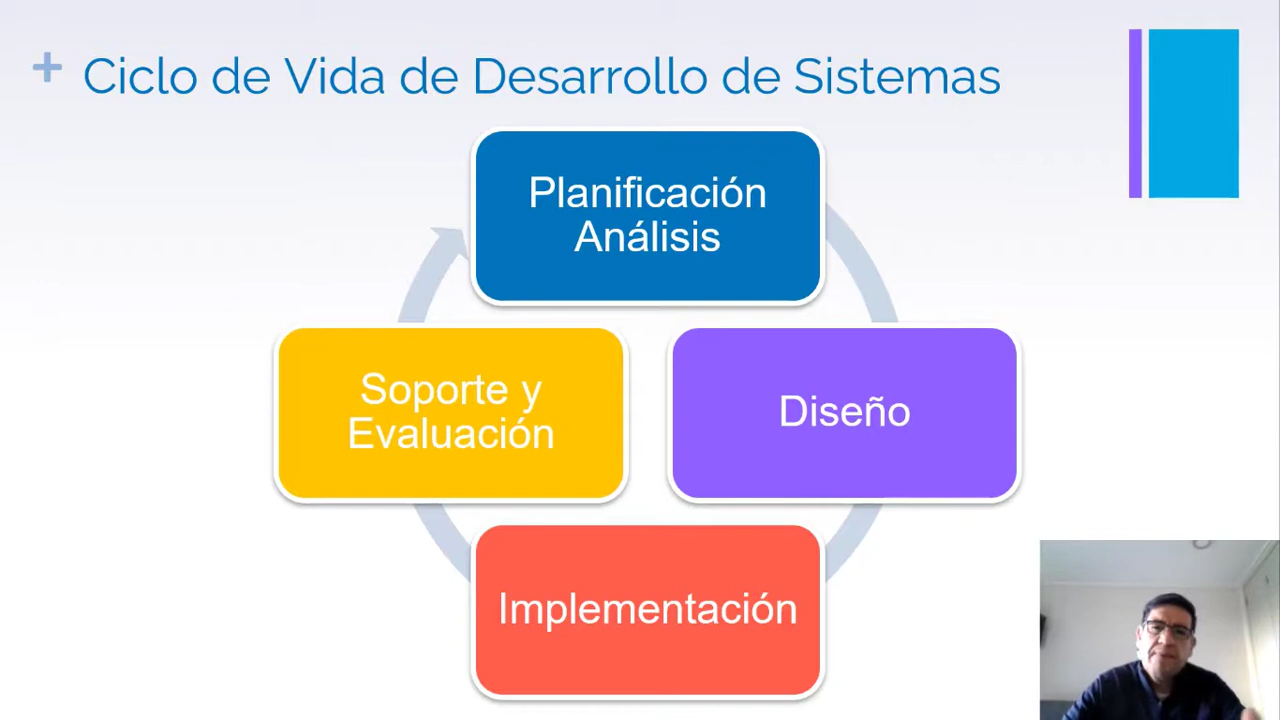 + Ciclo de Vida de Desarrollo de Sistemas
Planificación
Análisis
Soporte y
Evaluación
Diseño
Implementación